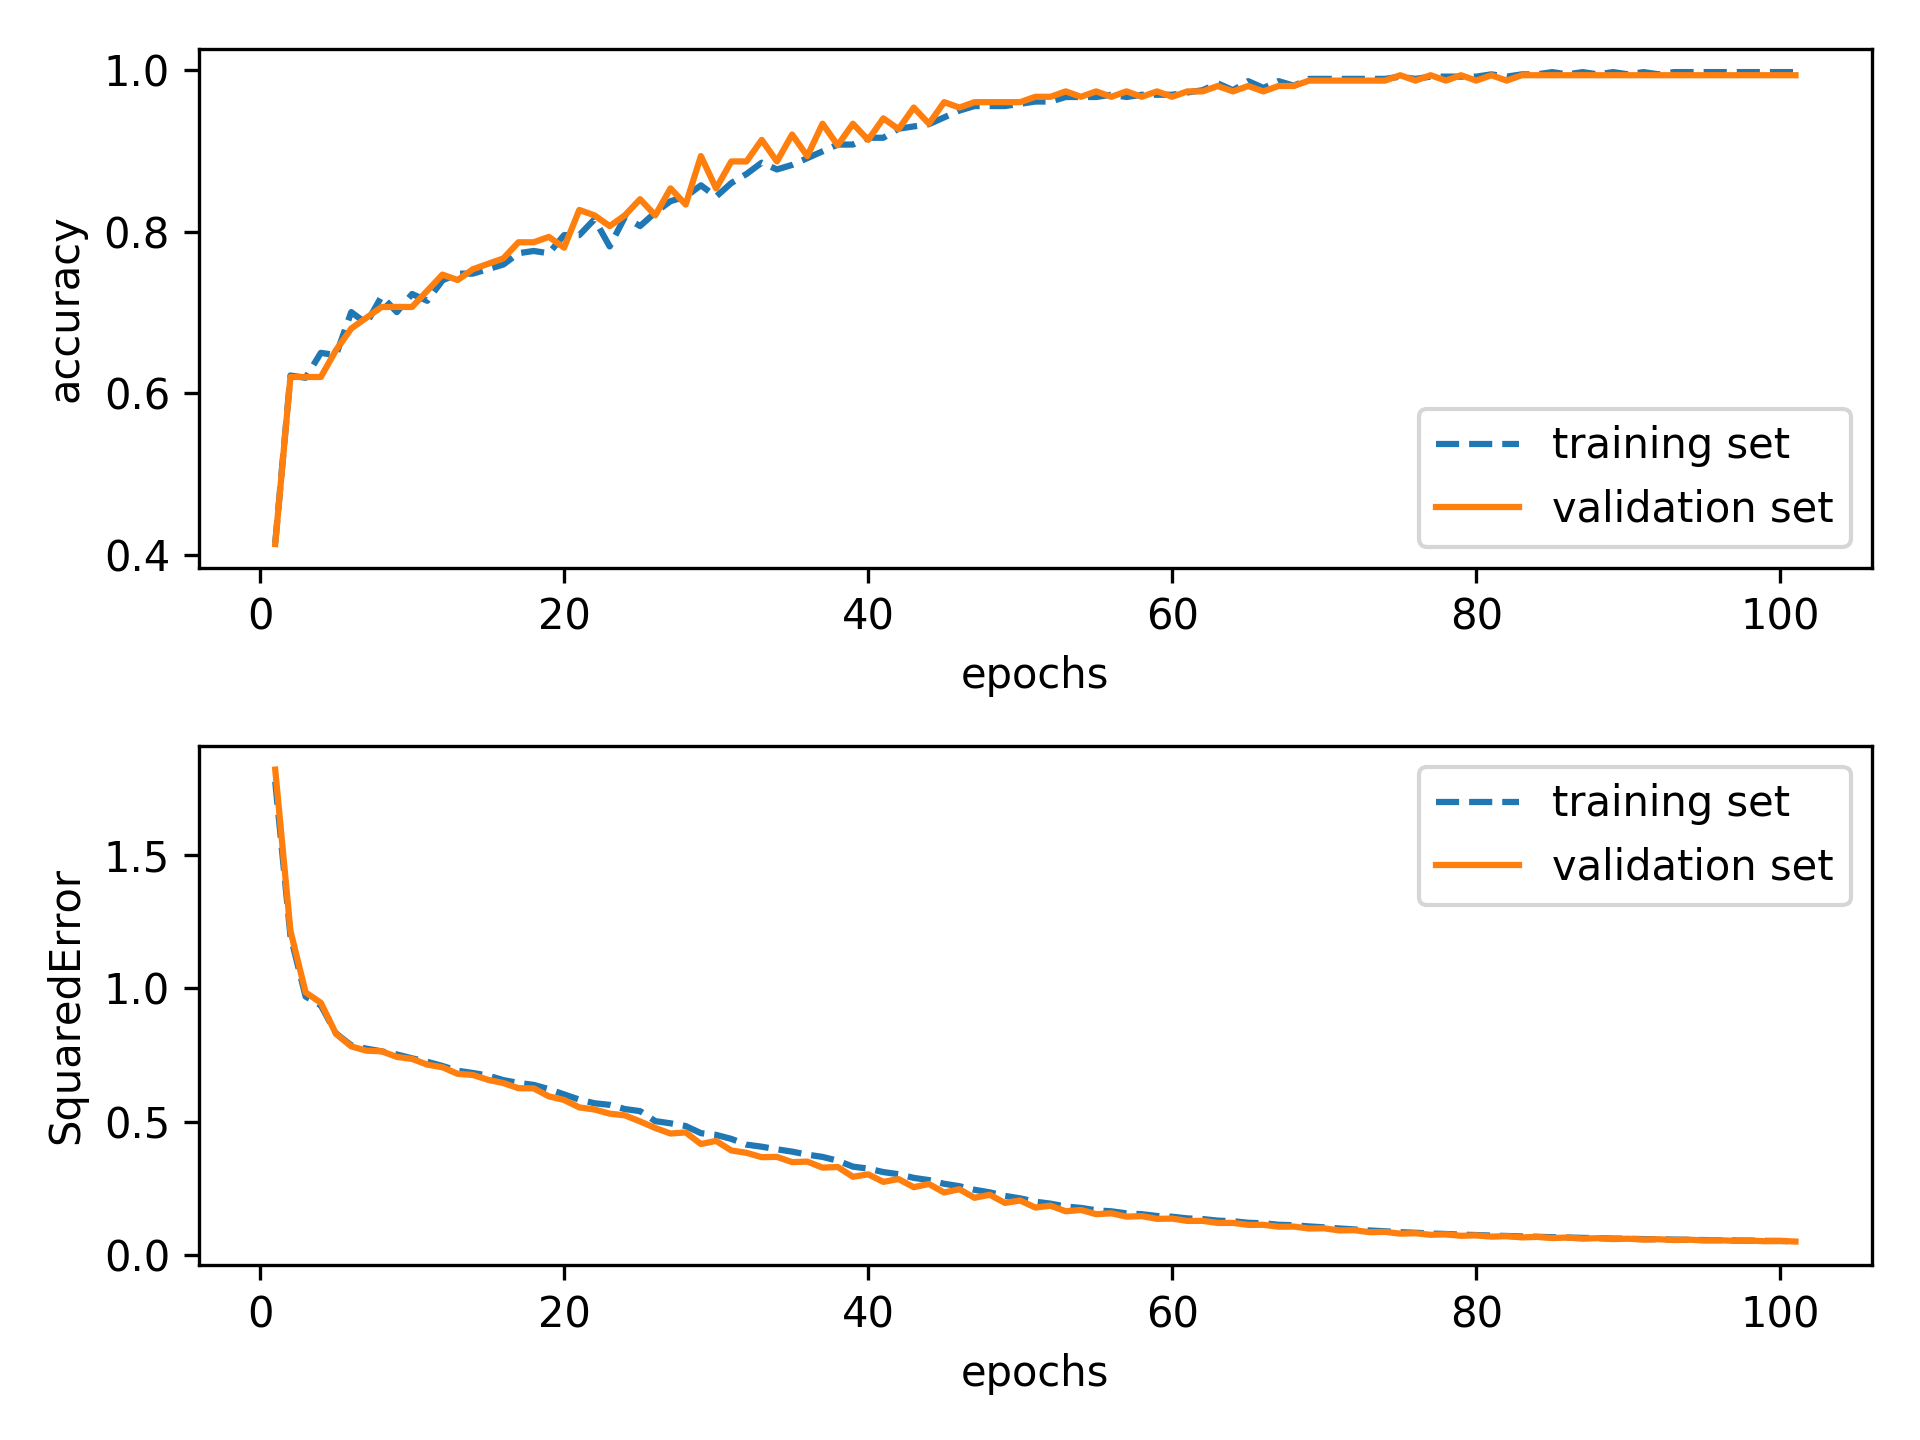 accuracy
1.0
0.8
0.6
0.4
training set
validation set
0 20 40 60 80 100
epochs
SquaredError
1.5
1.0
0.5
0.0
training set
validation set
0 20 40 60 80 100
epochs